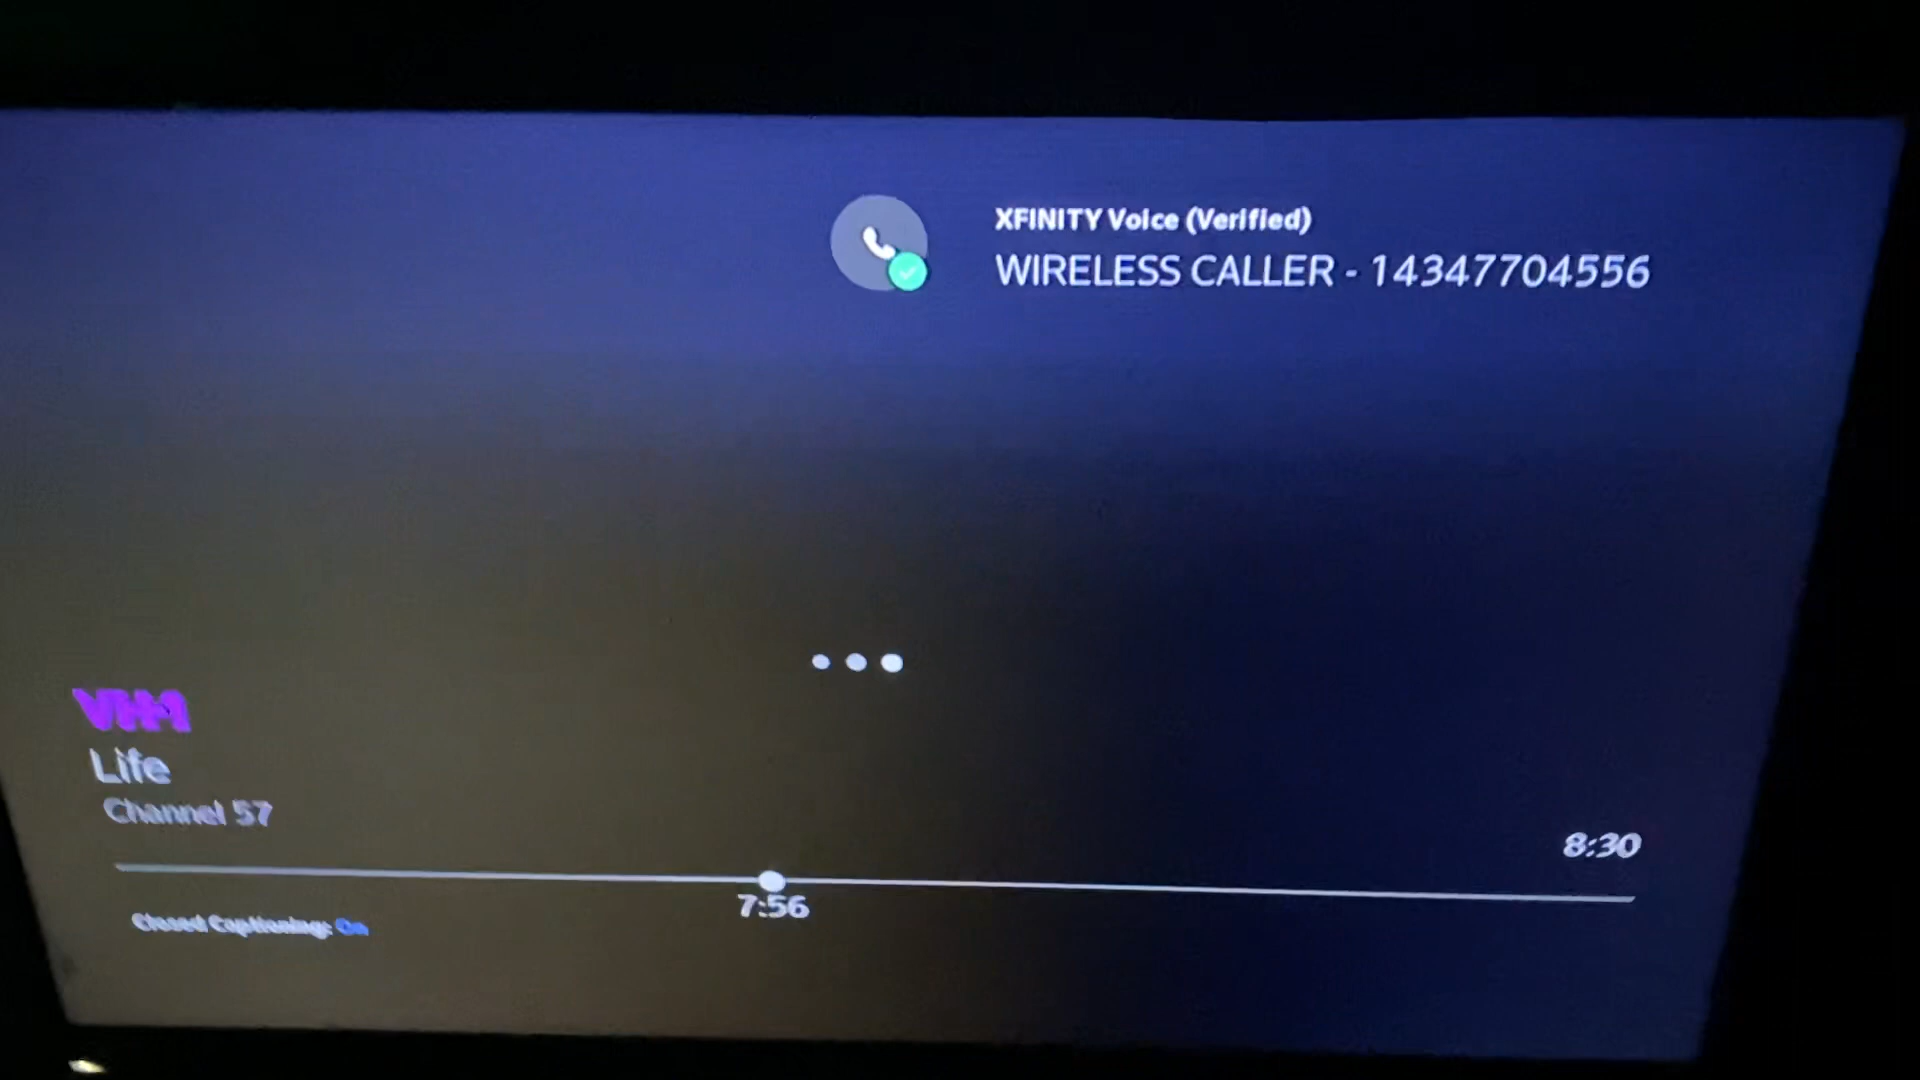 XFINITY Voice (Verified)
WIRELESS CALLER - 14347704556
VH1
Life
Channel 57
8:30
7:56
Closed Captioning: On